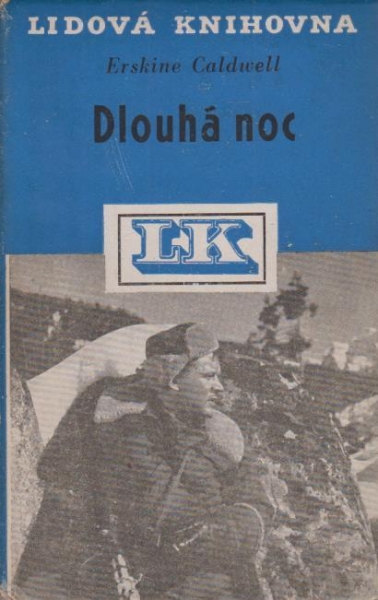 LIDOVÁ KNIHOVNA
Erskine Caldwell
Dlouhá noc
LK